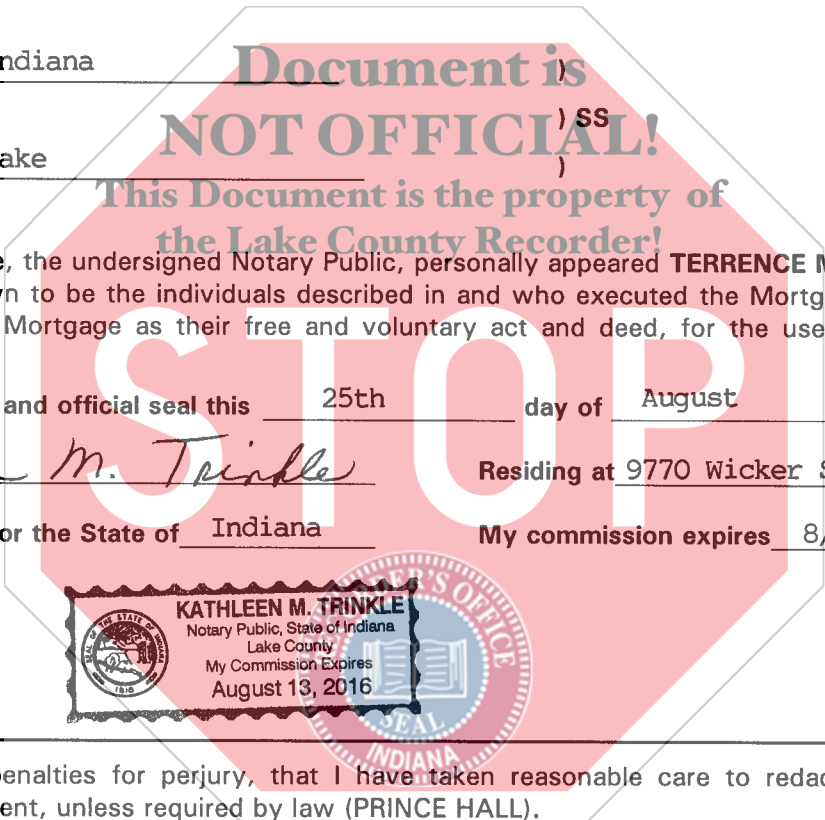 ndiana )
Document is
) SS
NOT OFFICIAL!
ake )
This Document is the property of
the Lake County Recorder!
, the undersigned Notary Public, personally appeared TERRENCE
n to be the individuals described in and who executed the Mortg
Mortgage as their free and voluntary act and deed, for the use
STOP
and official seal this 25th day of August
M. Trinkle Residing at 9770 Wicker
or the State of Indiana My commission expires 8/
KATHLEEN M. TRINKLE
Notary Public, State of Indiana
Lake County
My Commission Expires
August 13, 2016
SEAL OF THE STATE OF INDIANA
1816
RECORDER'S OFFICE
SEAL
INDIANA
enalties for perjury, that I have taken reasonable care to redac
ent, unless required by law (PRINCE HALL).